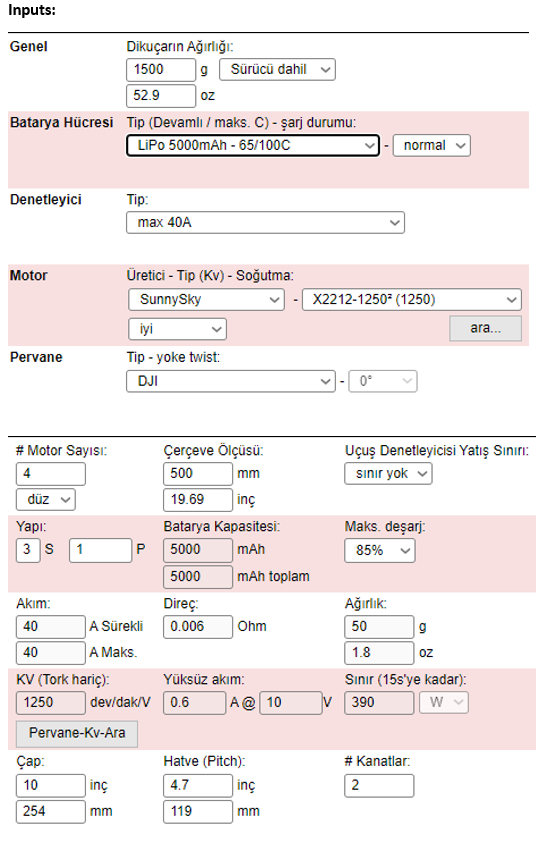 Inputs:
Genel
Dikuçarın Ağırlığı:
1500 g Sürücü dahil
52.9 oz
Batarya Hücresi
Tip (Devamlı / maks. C) - şarj durumu:
LiPo 5000mAh - 65/100C - normal
Denetleyici
Tip:
max 40A
Motor
Üretici - Tip (Kv) - Soğutma:
SunnySky - X2212-1250² (1250)
iyi ara...
Pervane
Tip - yoke twist:
DJI - 0°
# Motor Sayısı: Çerçeve Ölçüsü: Uçuş Denetleyicisi Yatış Sınırı:
4 500 mm sınır yok
düz 19.69 inç
Yapı: Batarya Kapasitesi: Maks. deşarj:
3 S 1 P 5000 mAh 85%
5000 mAh toplam
Akım: Direç: Ağırlık:
40 A Sürekli 0.006 Ohm 50 g
40 A Maks. 1.8 oz
KV (Tork hariç): Yüksüz akım: Sınır (15s'ye kadar):
1250 dev/dak/V 0.6 A @ 10 V 390 W
Pervane-Kv-Ara
Çap: Hatve (Pitch): # Kanatlar:
10 inç 4.7 inç 2
254 mm 119 mm